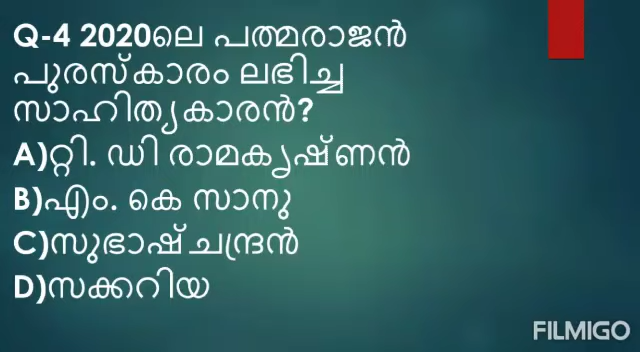 Q-4 2020ലെ പത്മരാജൻ
പുരസ്കാരം ലഭിച്ച
സാഹിത്യകാരൻ?
A)റ്റി. ഡി രാമകൃഷ്ണൻ
B)എം. കെ സാനു
C)സുഭാഷ് ചന്ദ്രൻ
D)സക്കറിയ
FILMIGO